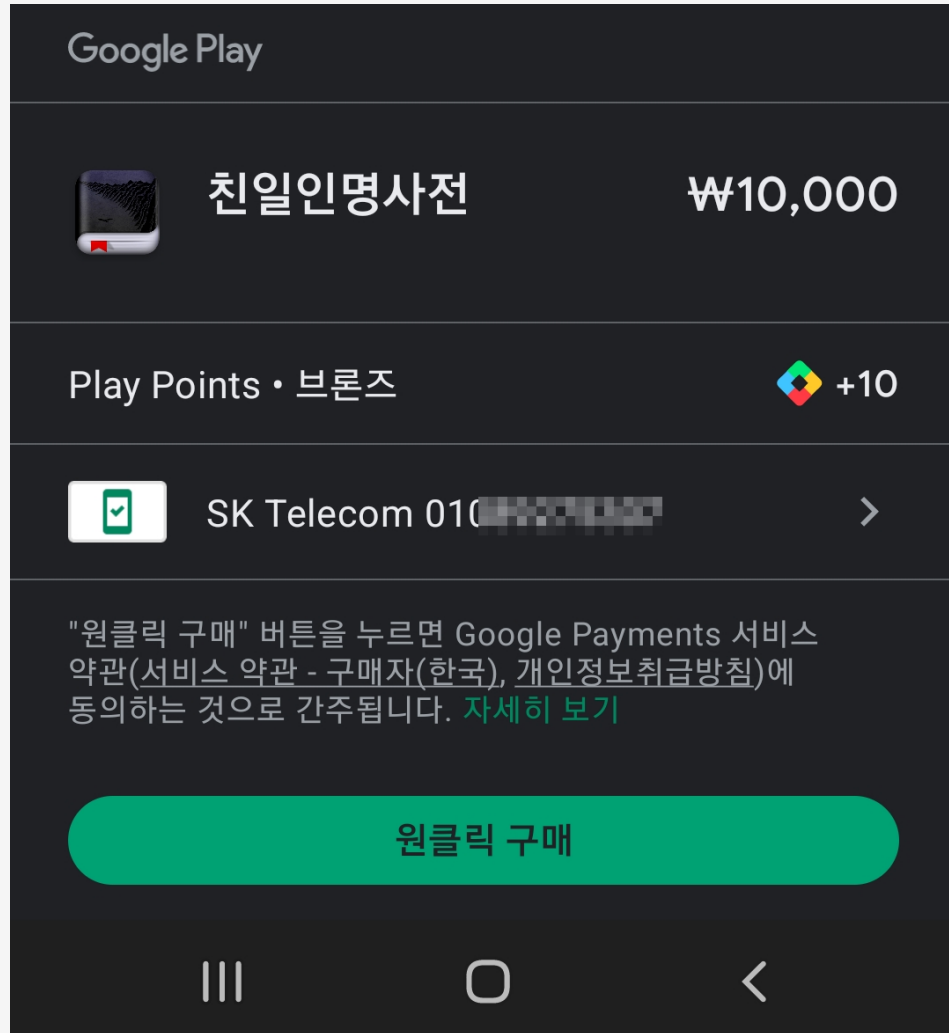 Google Play
친일인명사전 ₩10,000
Play Points • 브론즈 +10
SK Telecom 010
"원클릭 구매" 버튼을 누르면 Google Payments 서비스
약관(서비스 약관 - 구매자(한국), 개인정보취급방침)에
동의하는 것으로 간주됩니다. 자세히 보기
원클릭 구매